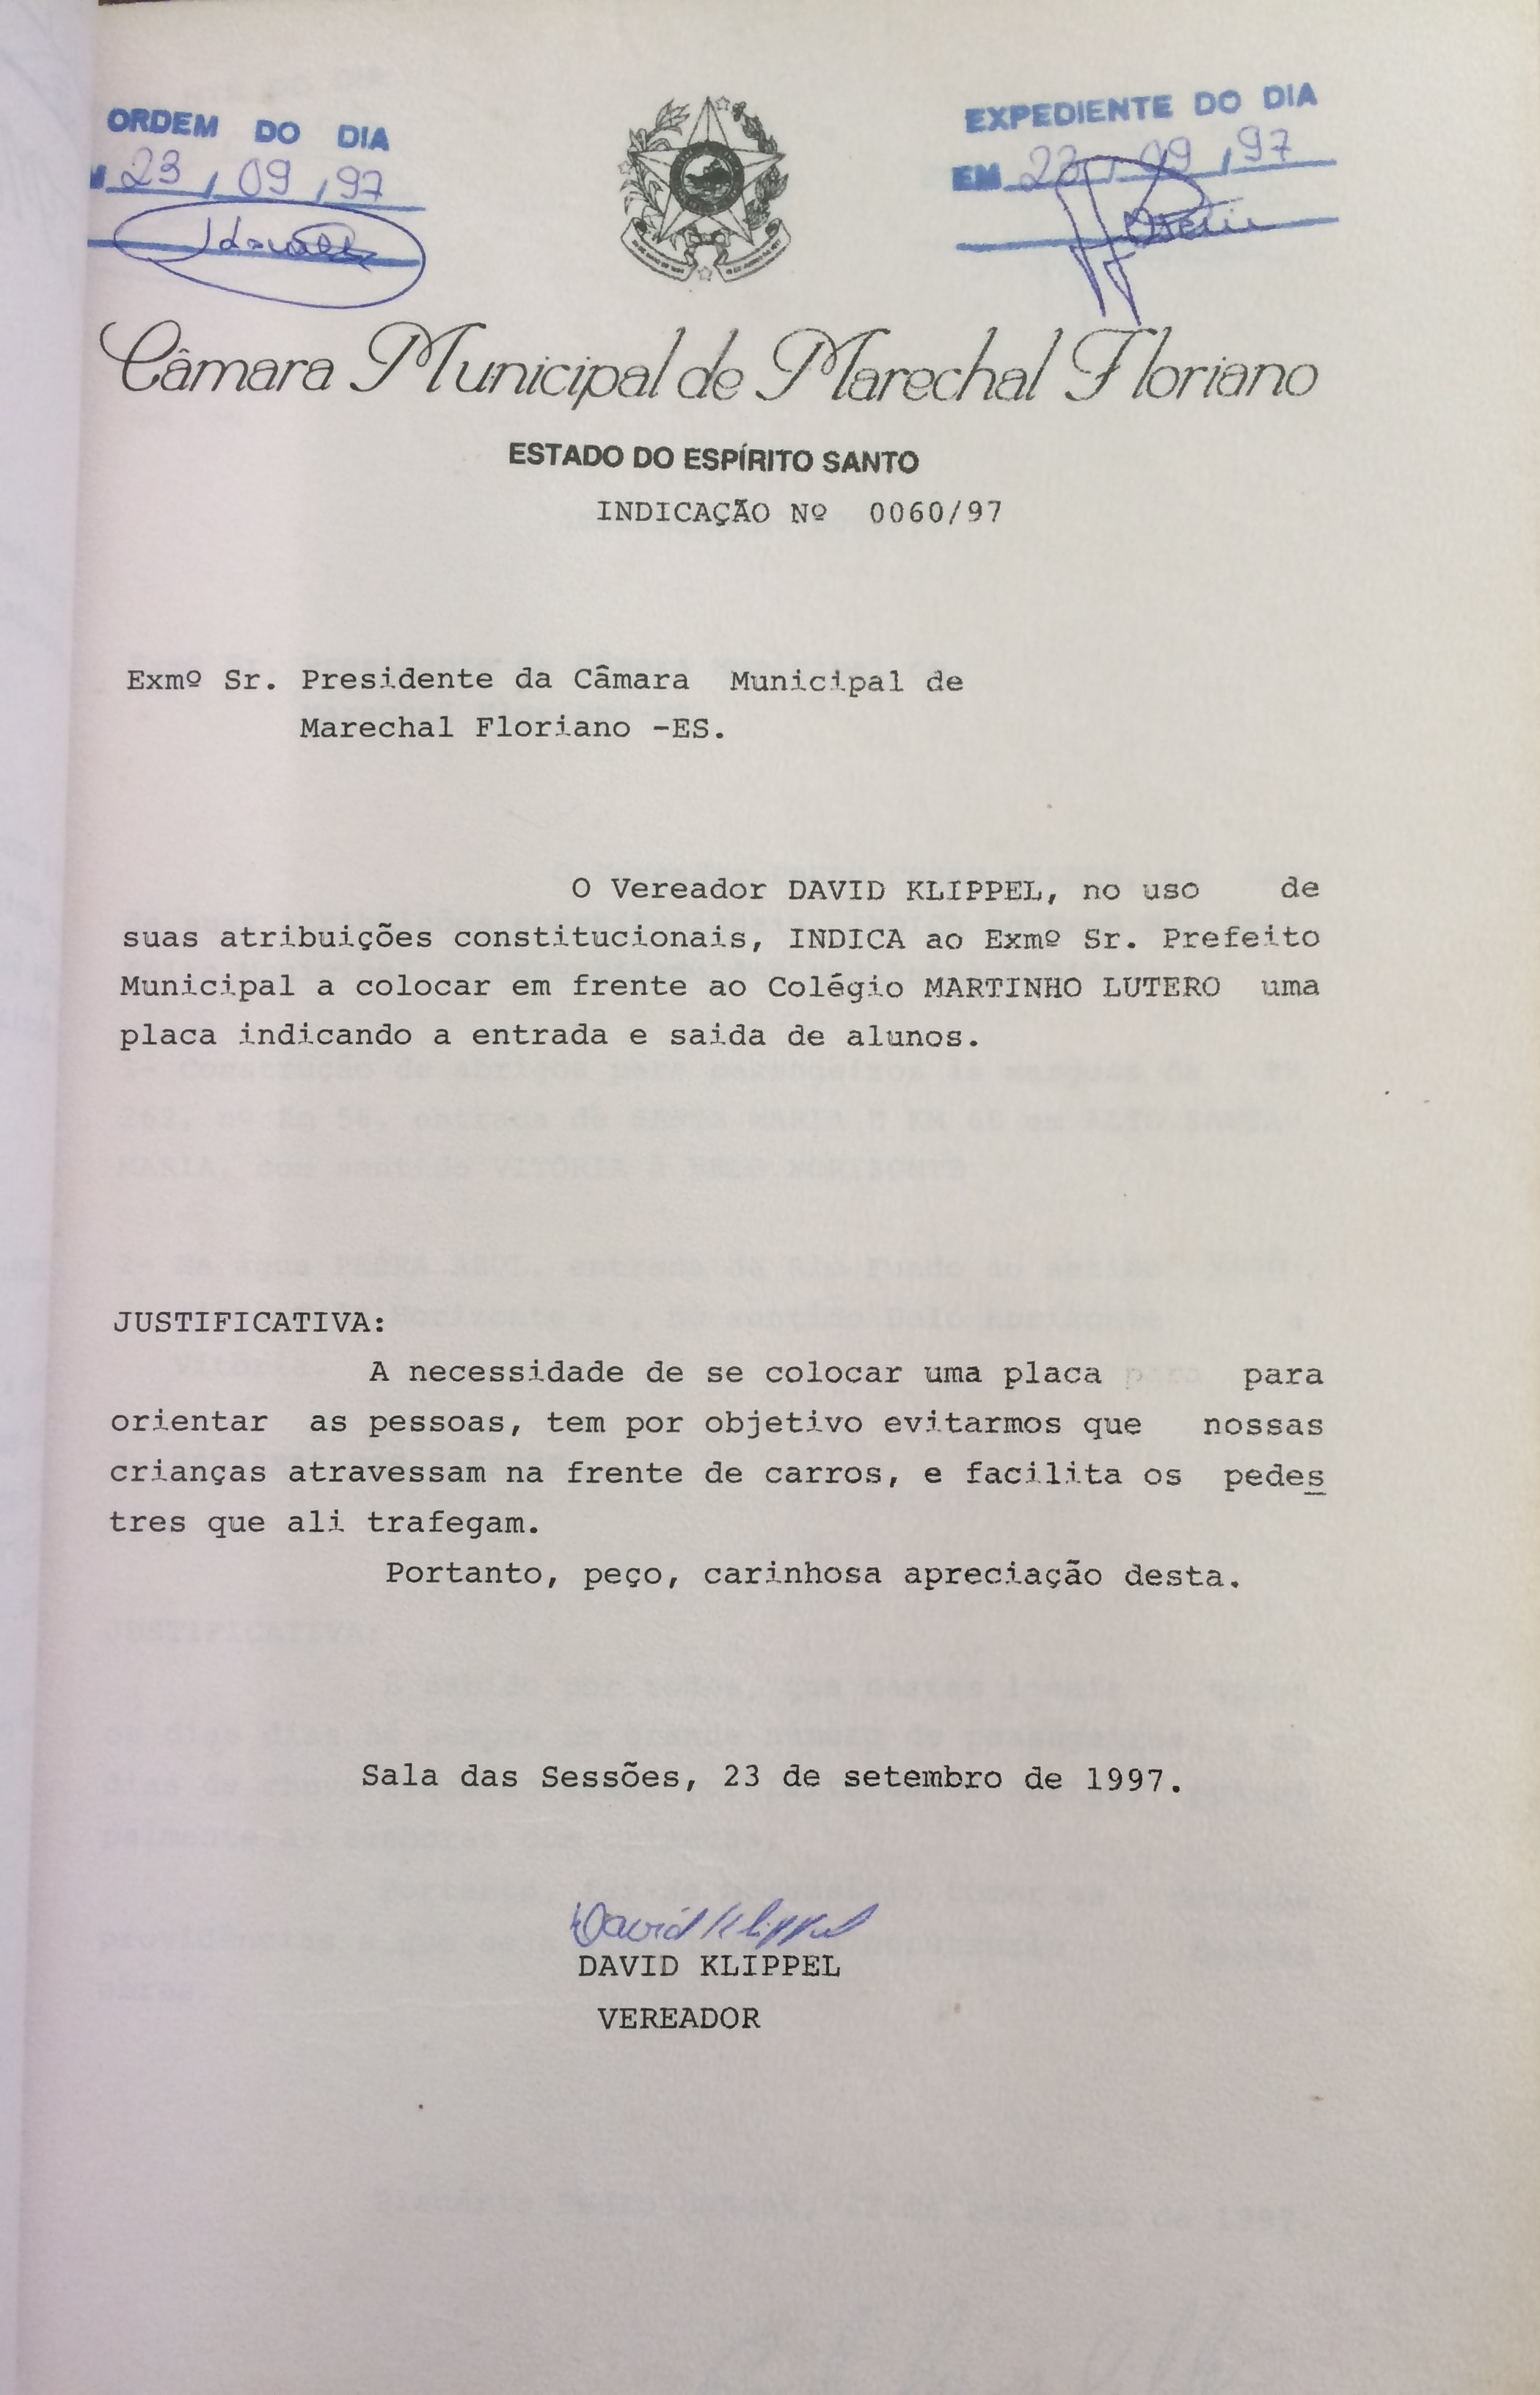 ORDEM DO DIA
23 / 09 / 97
EXPEDIENTE DO DIA
EM 23 / 09 / 97
Câmara Municipal de Marechal Floriano
ESTADO DO ESPÍRITO SANTO
INDICAÇÃO Nº 0060/97
Exmº Sr. Presidente da Câmara Municipal de
Marechal Floriano -ES.
O Vereador DAVID KLIPPEL, no uso de
suas atribuições constitucionais, INDICA ao Exmº Sr. Prefeito
Municipal a colocar em frente ao Colégio MARTINHO LUTERO uma
placa indicando a entrada e saida de alunos.
JUSTIFICATIVA:
A necessidade de se colocar uma placa para
orientar as pessoas, tem por objetivo evitarmos que nossas
crianças atravessam na frente de carros, e facilita os pedes
tres que ali trafegam.
Portanto, peço, carinhosa apreciação desta.
Sala das Sessões, 23 de setembro de 1997.
David Klippel
DAVID KLIPPEL
VEREADOR